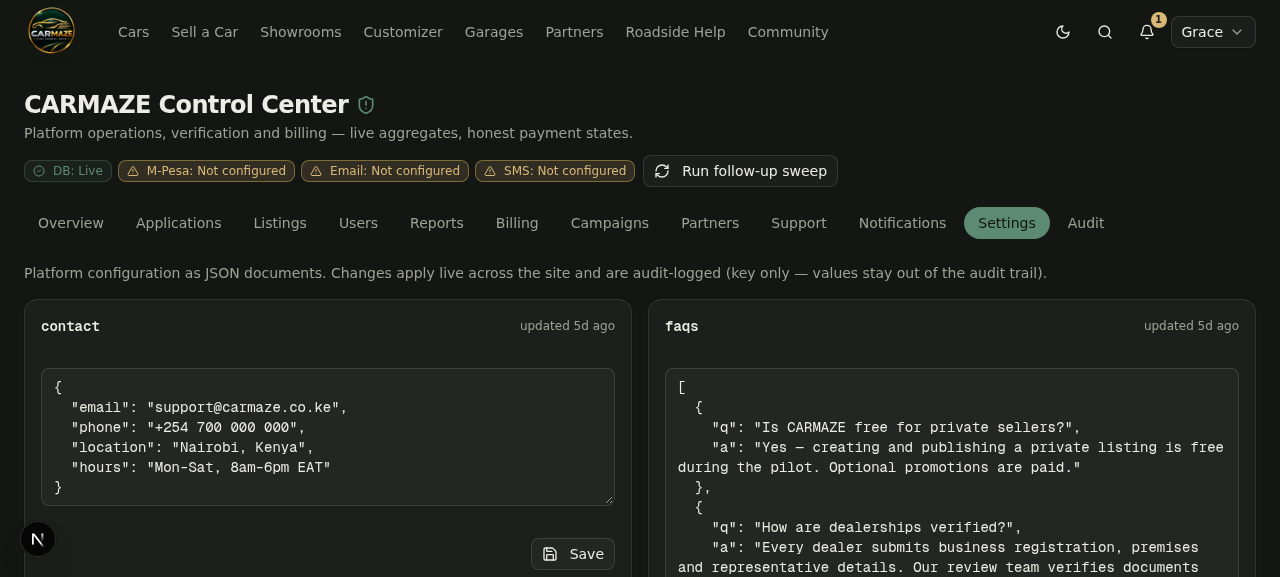 CARMAZE
Cars Sell a Car Showrooms Customizer Garages Partners Roadside Help Community
1
Grace
CARMAZE Control Center
Platform operations, verification and billing — live aggregates, honest payment states.
DB: Live M-Pesa: Not configured Email: Not configured SMS: Not configured Run follow-up sweep
Overview Applications Listings Users Reports Billing Campaigns Partners Support Notifications Settings Audit
Platform configuration as JSON documents. Changes apply live across the site and are audit-logged (key only — values stay out of the audit trail).
contact updated 5d ago
{
"email": "support@carmaze.co.ke",
"phone": "+254 700 000 000",
"location": "Nairobi, Kenya",
"hours": "Mon–Sat, 8am–6pm EAT"
}
Save
faqs updated 5d ago
[
{
"q": "Is CARMAZE free for private sellers?",
"a": "Yes — creating and publishing a private listing is free
during the pilot. Optional promotions are paid."
},
{
"q": "How are dealerships verified?",
"a": "Every dealer submits business registration, premises
and representative details. Our review team verifies documents
N